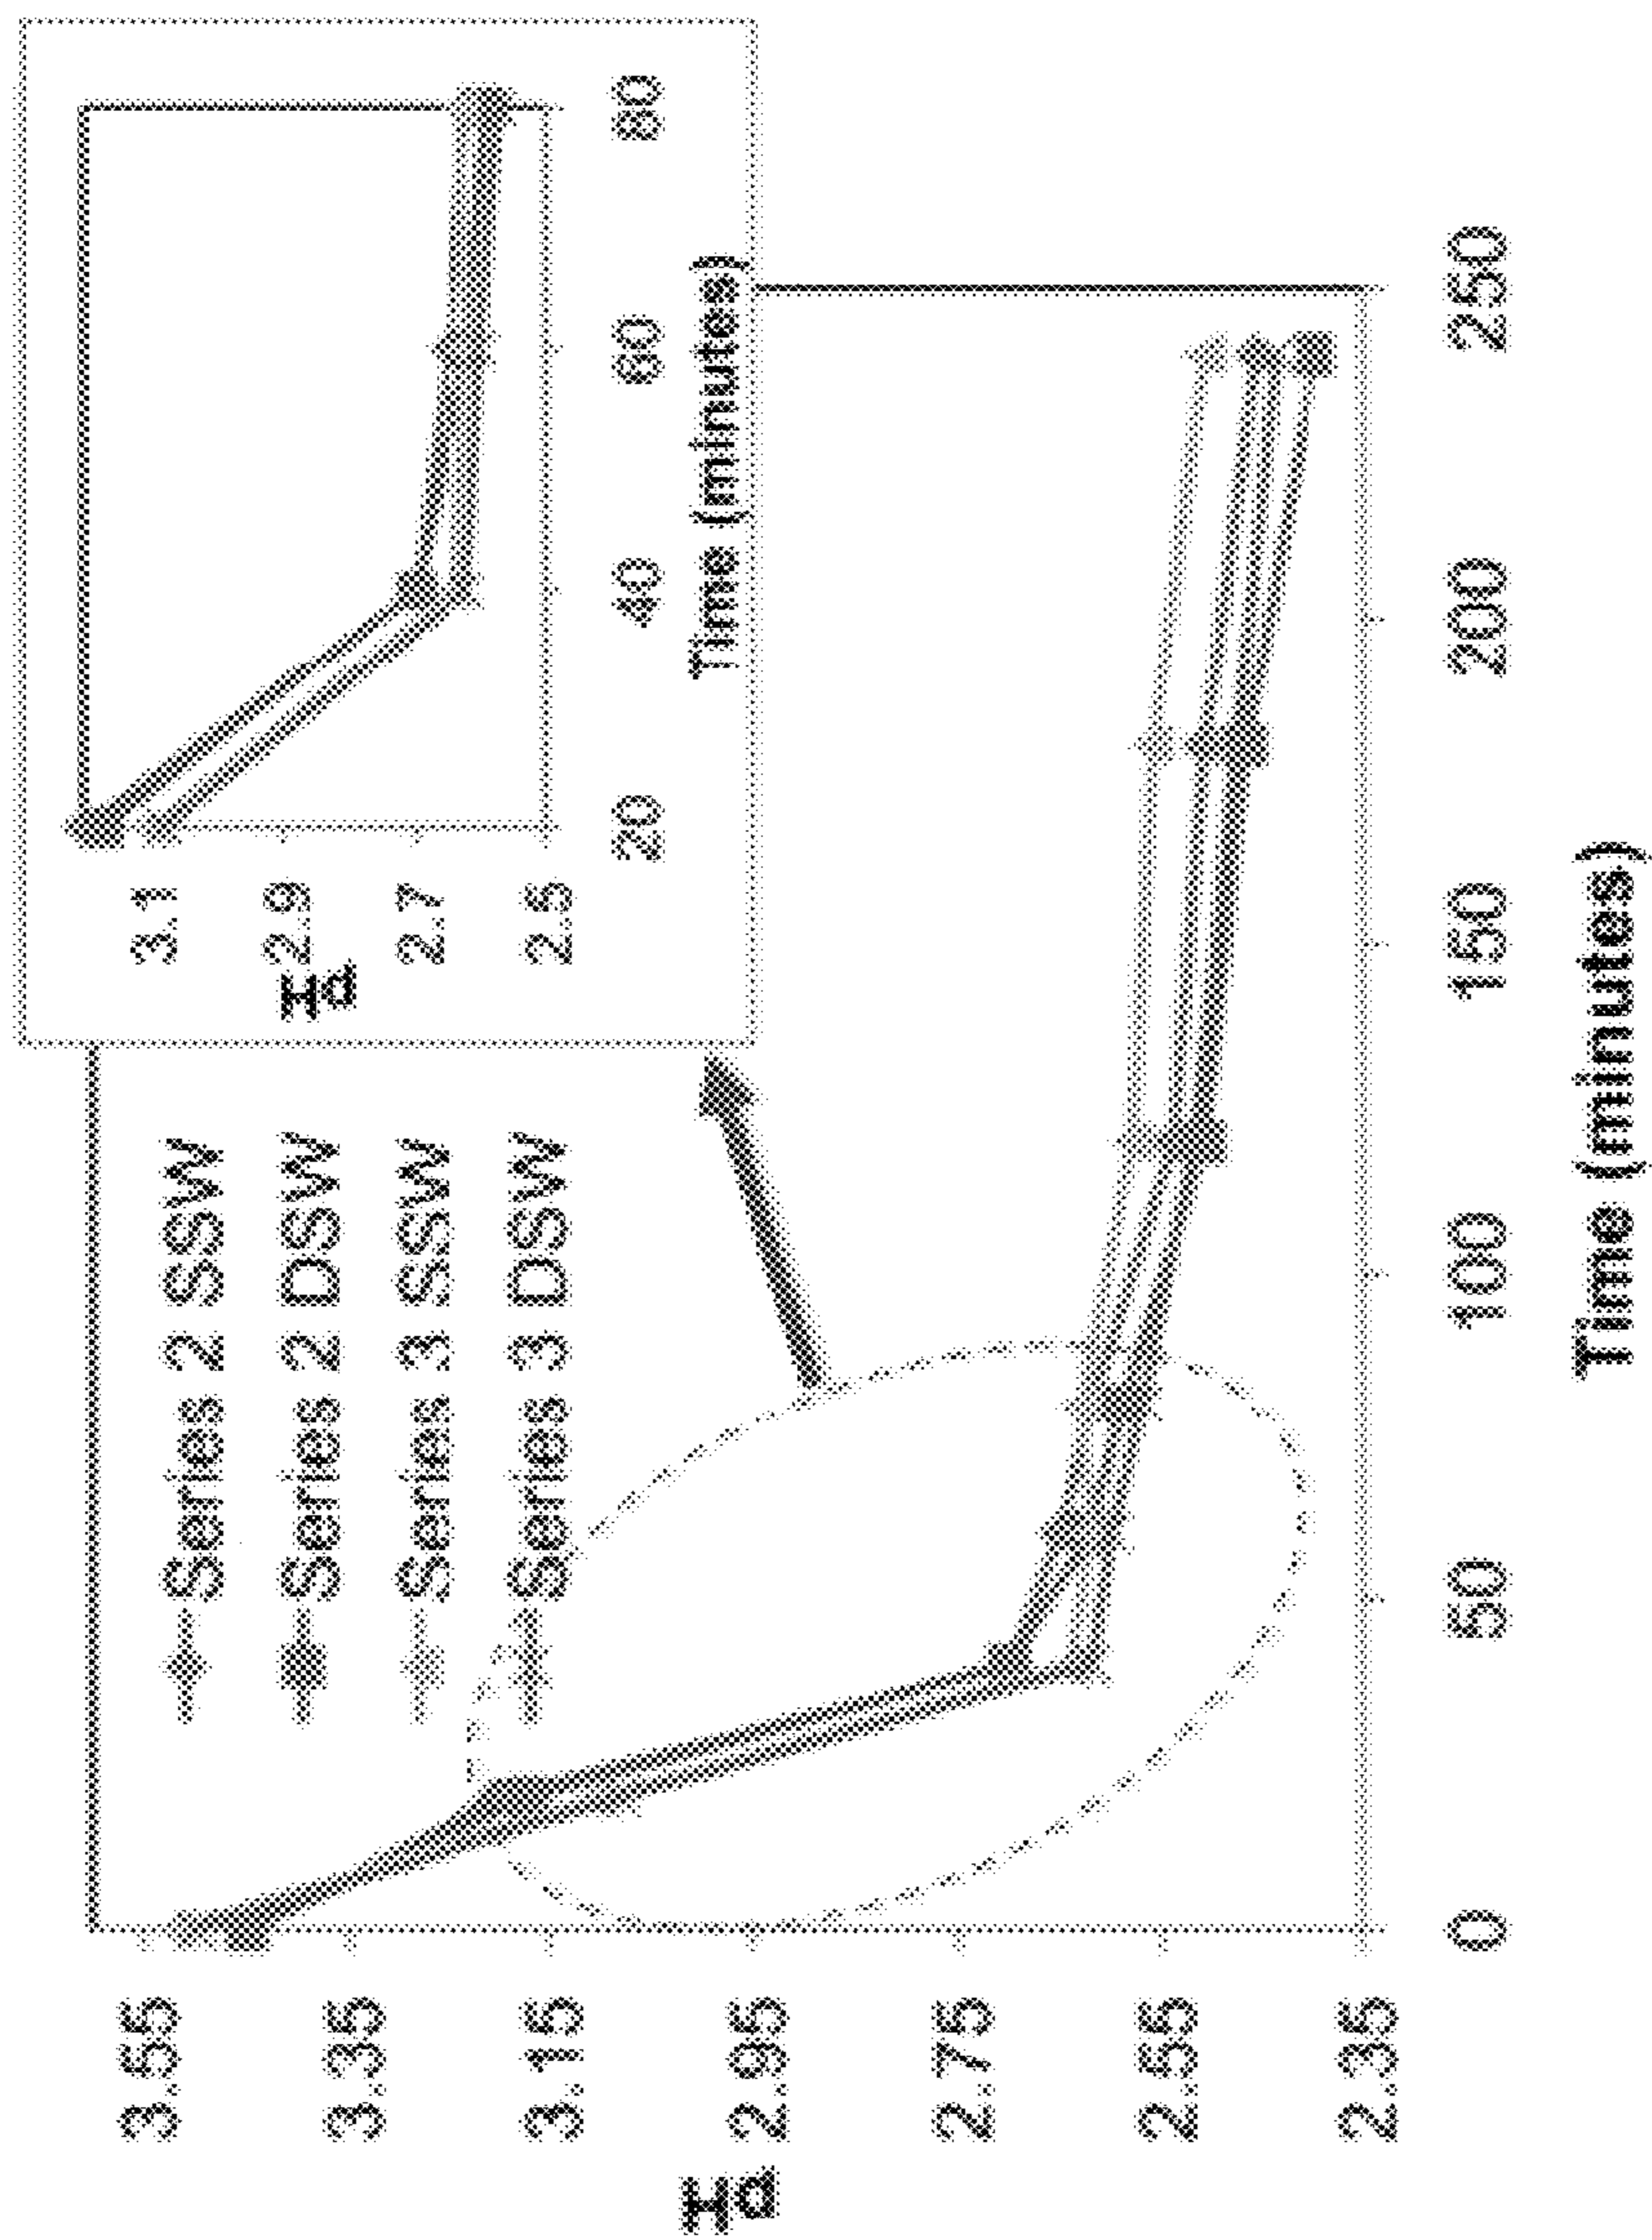 Series 2 SSW
Series 2 DSW
Series 3 SSW
Series 3 DSW
pH
3.55
3.35
3.15
2.95
2.75
2.55
2.35
0
50
100
150
200
250
Time (minutes)
pH
3.1
2.9
2.7
2.5
20
40
60
80
Time (minutes)